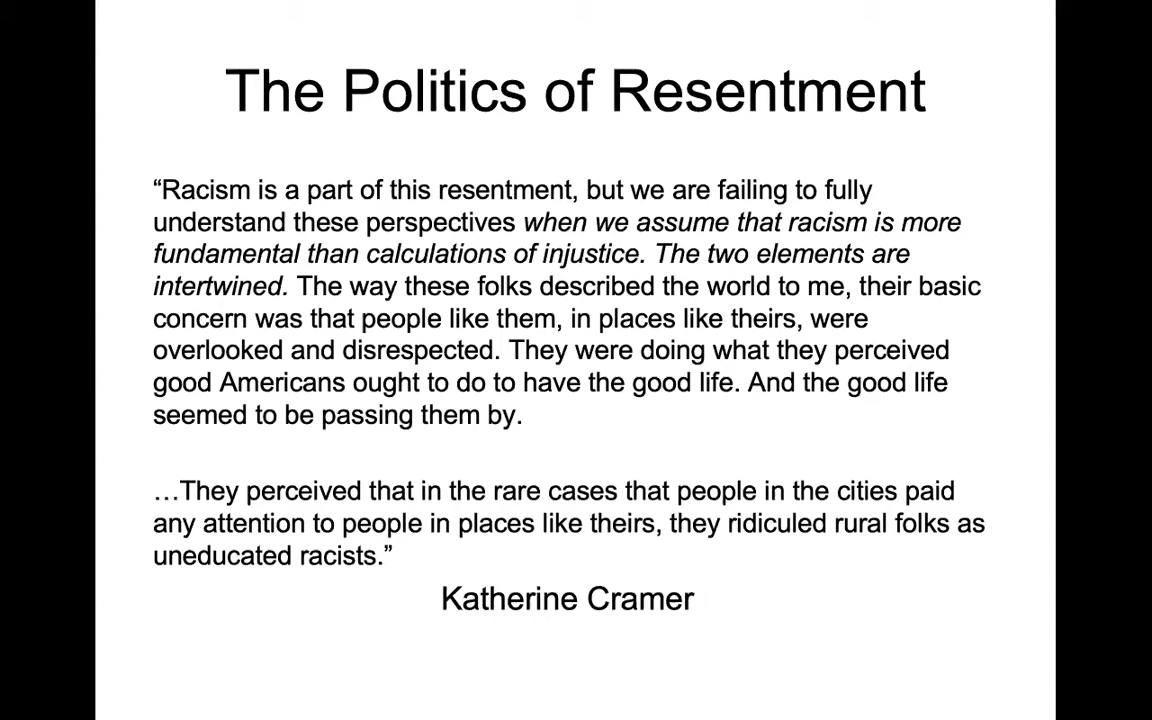 The Politics of Resentment
“Racism is a part of this resentment, but we are failing to fully
understand these perspectives when we assume that racism is more
fundamental than calculations of injustice. The two elements are
intertwined. The way these folks described the world to me, their basic
concern was that people like them, in places like theirs, were
overlooked and disrespected. They were doing what they perceived
good Americans ought to do to have the good life. And the good life
seemed to be passing them by.
…They perceived that in the rare cases that people in the cities paid
any attention to people in places like theirs, they ridiculed rural folks as
uneducated racists.”
Katherine Cramer